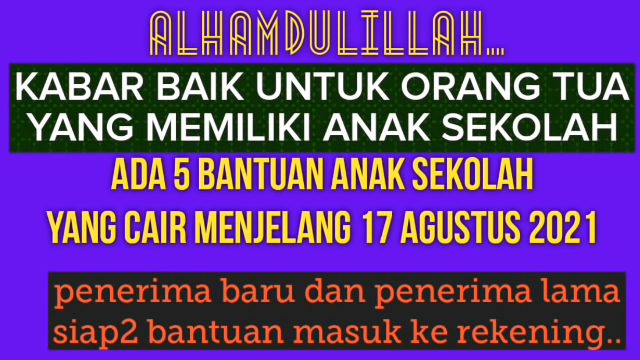 ALHAMDULILLAH...
KABAR BAIK UNTUK ORANG TUA
YANG MEMILIKI ANAK SEKOLAH
ADA 5 BANTUAN ANAK SEKOLAH
YANG CAIR MENJELANG 17 AGUSTUS 2021
penerima baru dan penerima lama
siap2 bantuan masuk ke rekening..